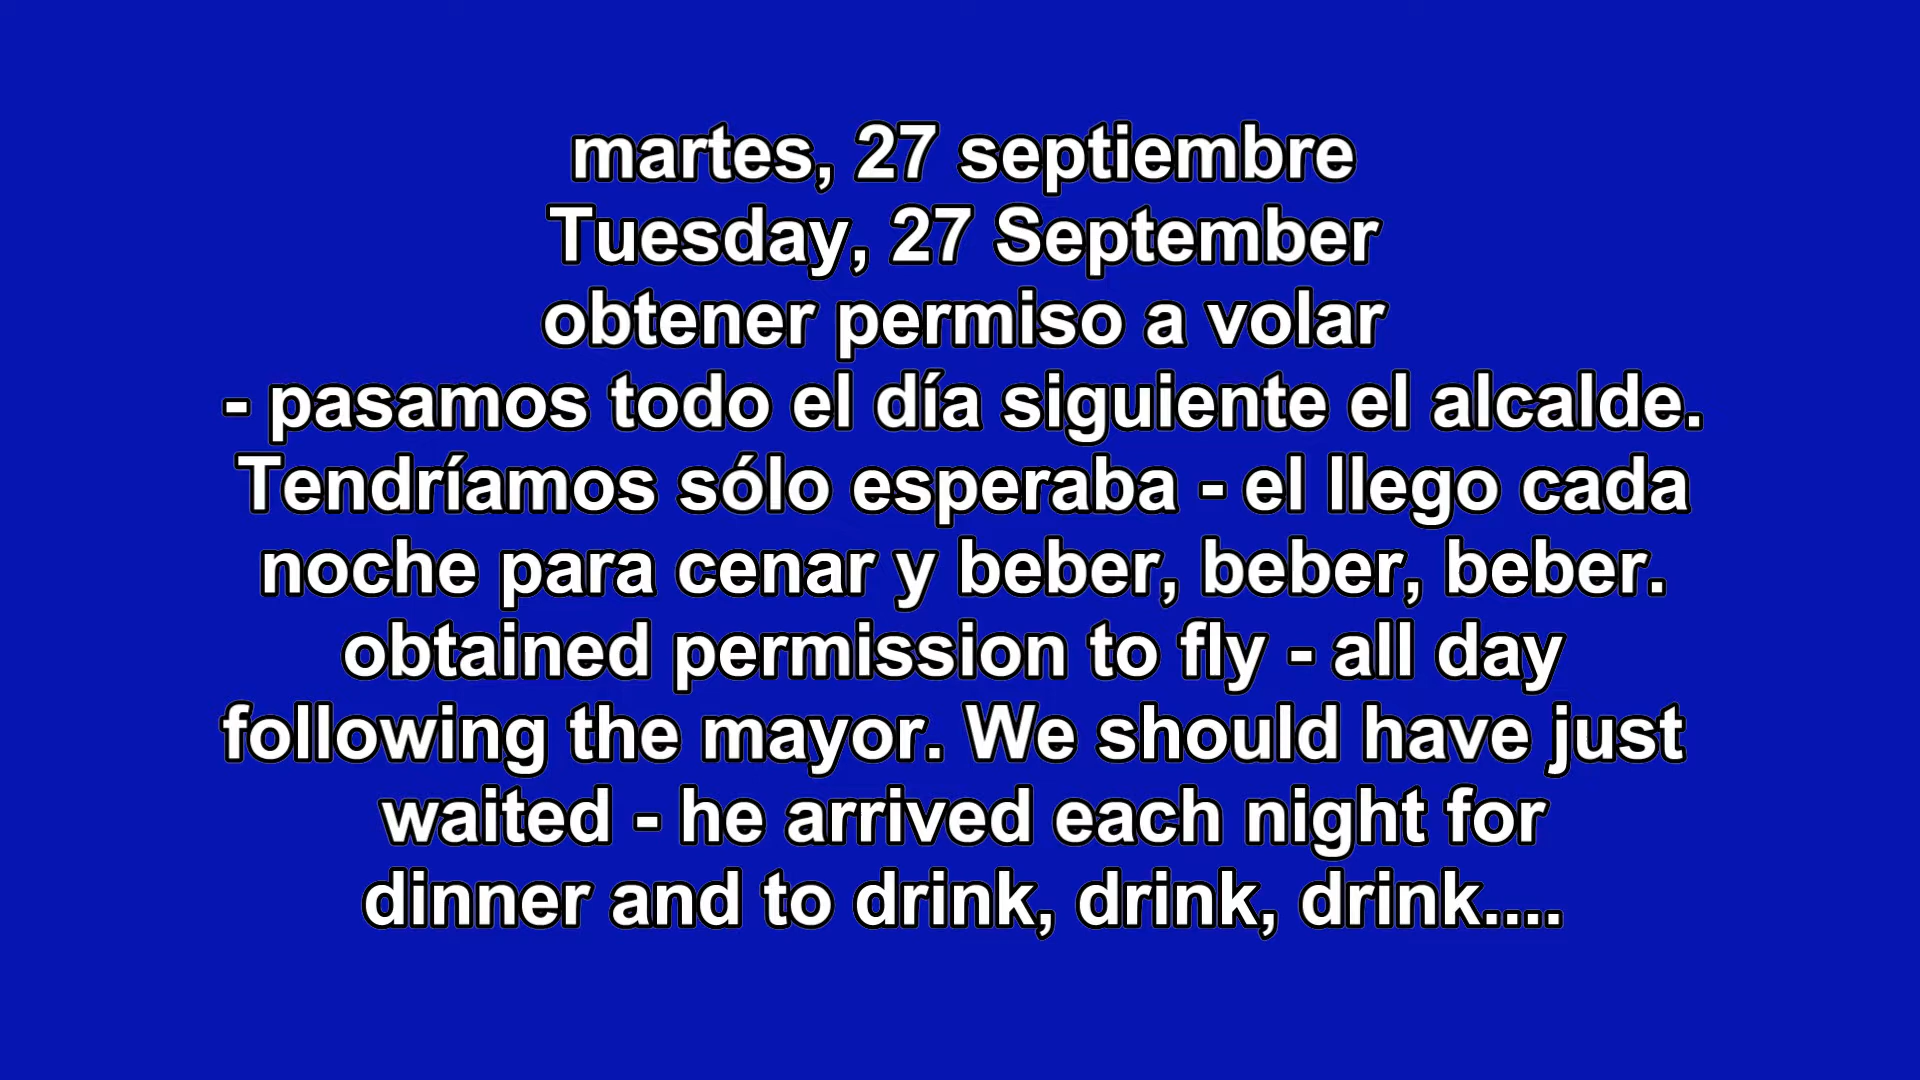 martes, 27 septiembre
Tuesday, 27 September
obtener permiso a volar
- pasamos todo el día siguiente el alcalde.
Tendríamos sólo esperaba - el llego cada
noche para cenar y beber, beber, beber.
obtained permission to fly - all day
following the mayor. We should have just
waited - he arrived each night for
dinner and to drink, drink, drink....